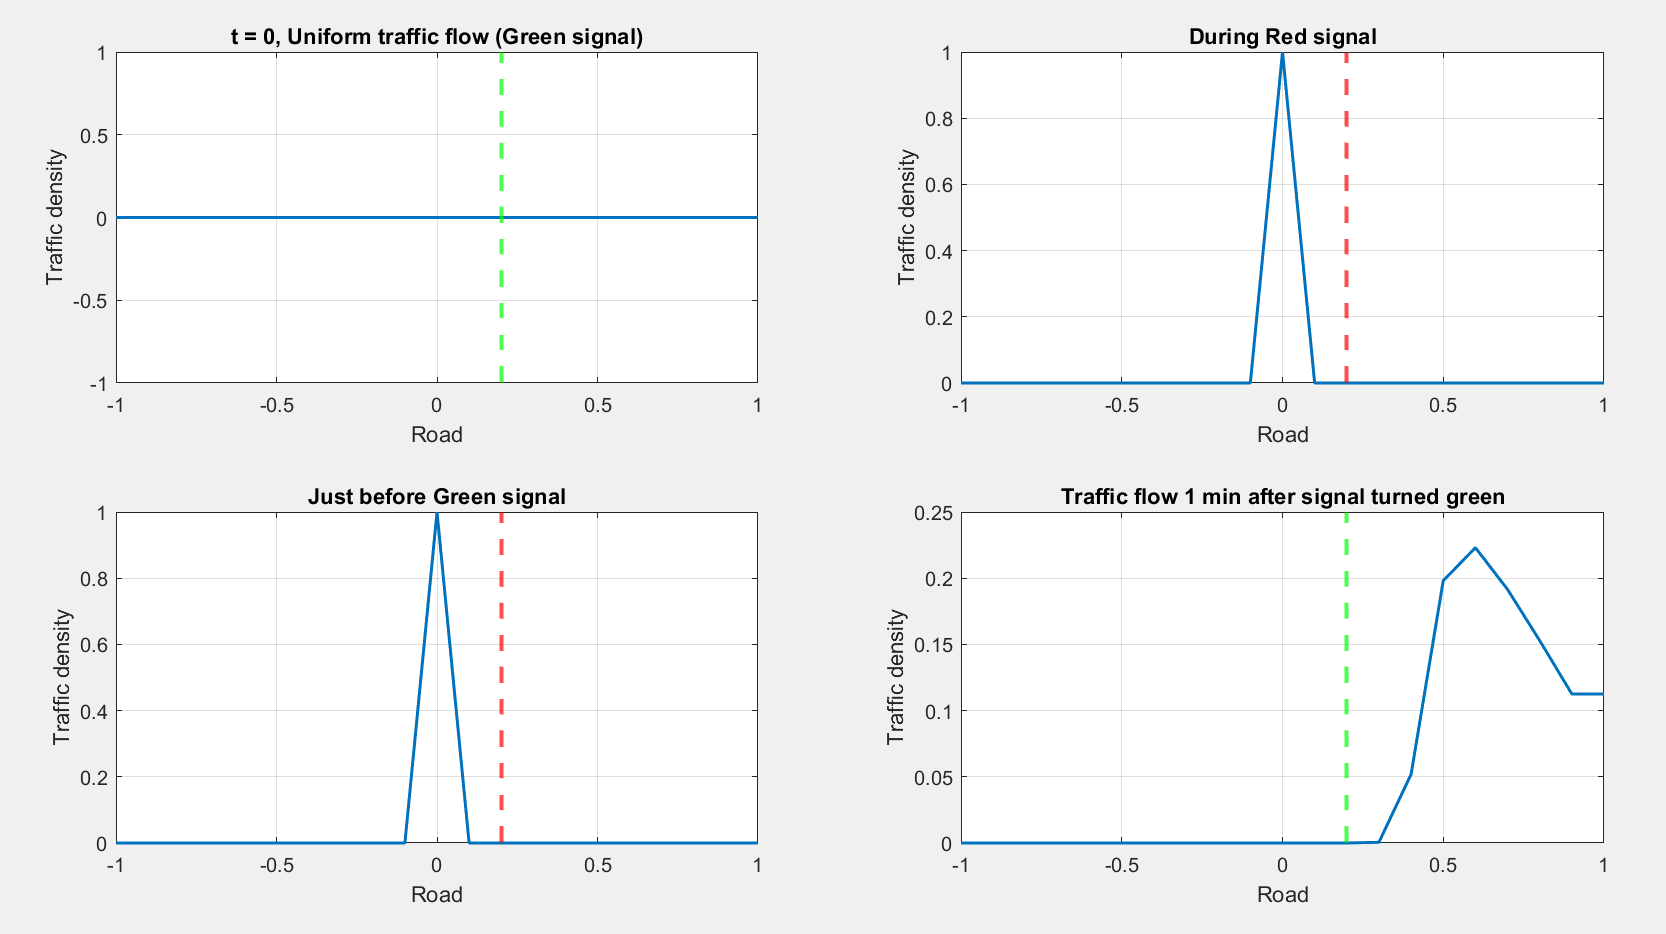 t = 0, Uniform traffic flow (Green signal)
1
0.5
0
-0.5
-1
Traffic density
-1 -0.5 0 0.5 1
Road
During Red signal
1
0.8
0.6
0.4
0.2
0
Traffic density
-1 -0.5 0 0.5 1
Road
Just before Green signal
1
0.8
0.6
0.4
0.2
0
Traffic density
-1 -0.5 0 0.5 1
Road
Traffic flow 1 min after signal turned green
0.25
0.2
0.15
0.1
0.05
0
Traffic density
-1 -0.5 0 0.5 1
Road